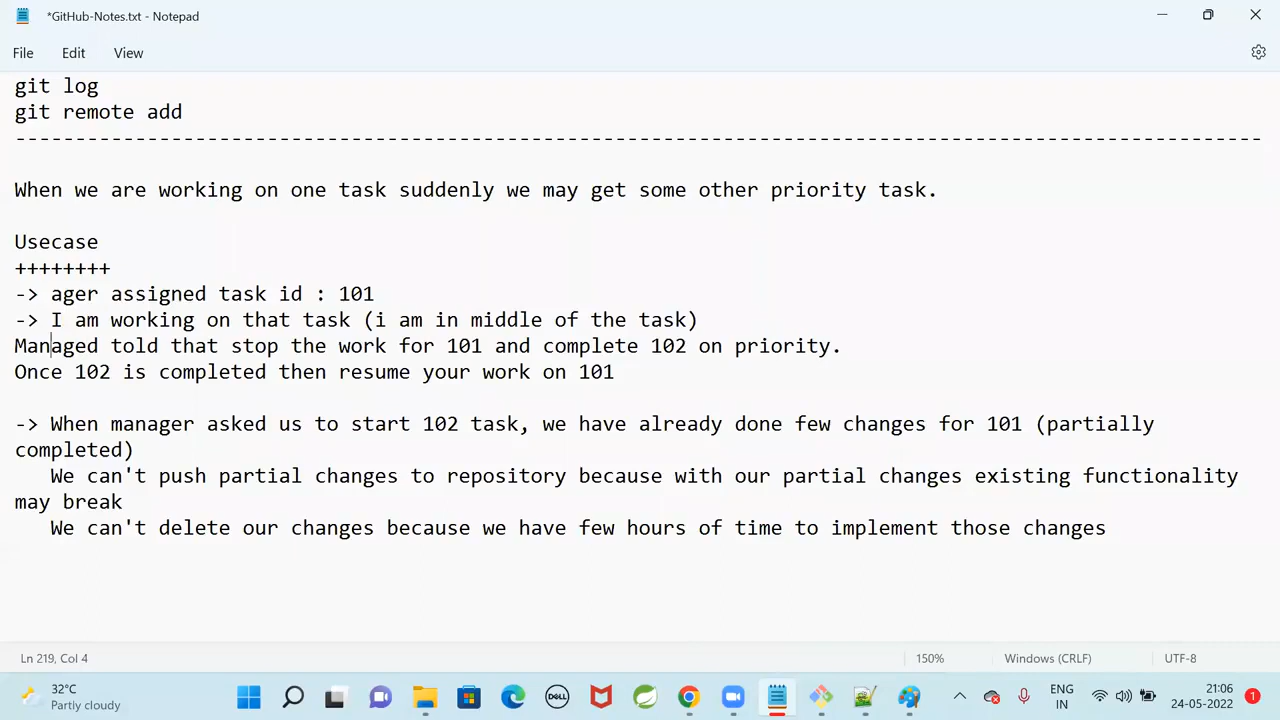 *GitHub-Notes.txt - Notepad
File Edit View
git log
git remote add
--------------------------------------------------------------------------------------------------------
When we are working on one task suddenly we may get some other priority task.
Usecase
++++++++
-> ager assigned task id : 101
-> I am working on that task (i am in middle of the task)
Managed told that stop the work for 101 and complete 102 on priority.
Once 102 is completed then resume your work on 101
-> When manager asked us to start 102 task, we have already done few changes for 101 (partially
completed)
We can't push partial changes to repository because with our partial changes existing functionality
may break
We can't delete our changes because we have few hours of time to implement those changes
Ln 219, Col 4 150% Windows (CRLF) UTF-8
32°C
Partly cloudy
DELL
ENG
IN
21:06
24-05-2022
1